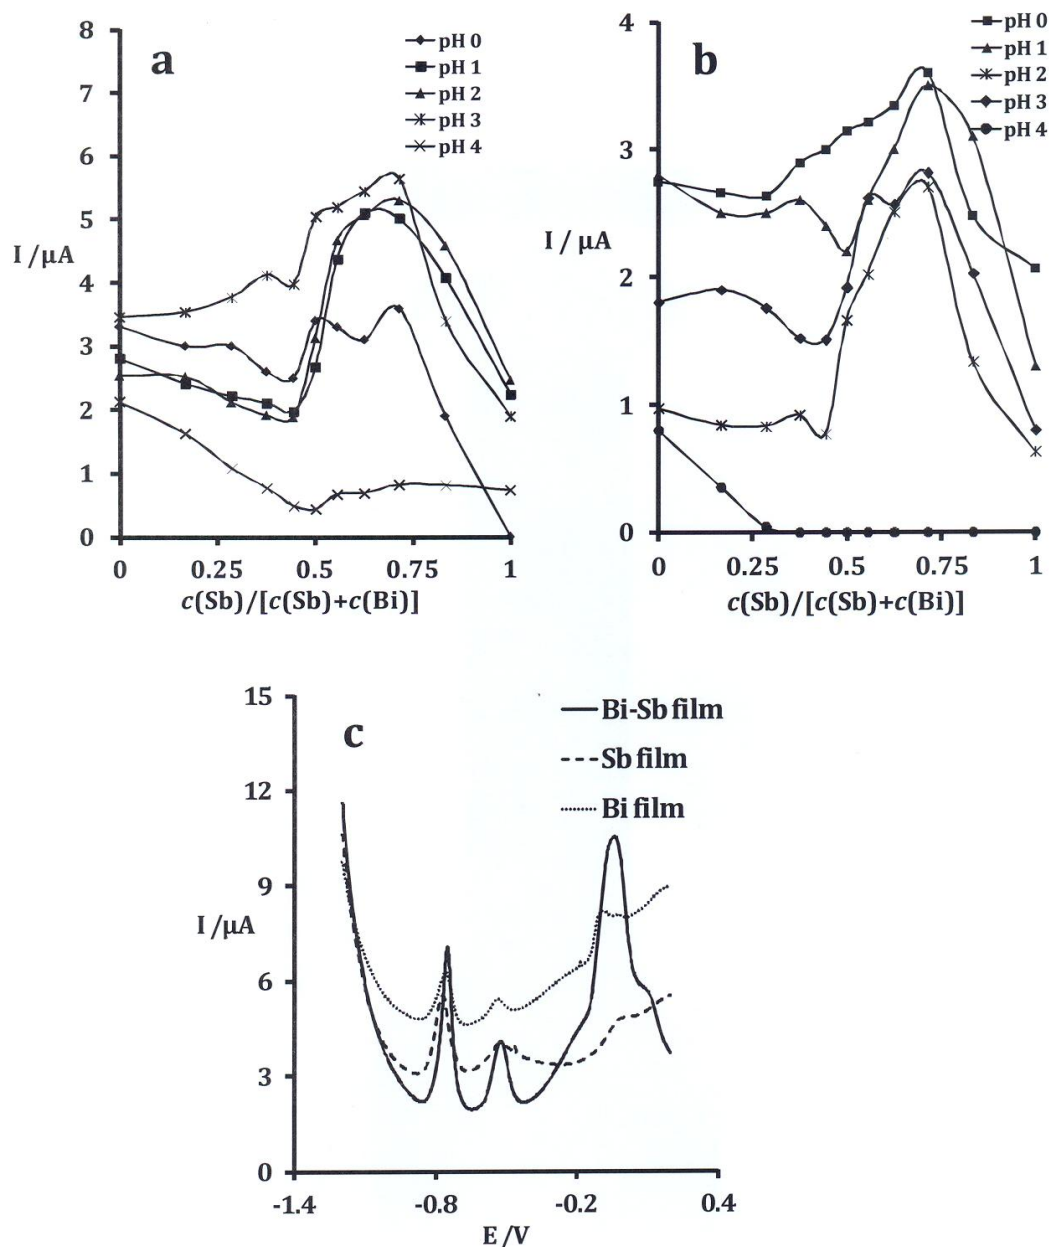 a
8
7
6
5
4
3
2
1
0
I /μA
pH 0
pH 1
pH 2
pH 3
pH 4
0 0.25 0.5 0.75 1
c(Sb)/[c(Sb)+c(Bi)]
b
4
3
2
1
0
I / μA
pH 0
pH 1
pH 2
pH 3
pH 4
0 0.25 0.5 0.75 1
c(Sb)/[c(Sb)+c(Bi)]
c
15
12
9
6
3
0
I /μA
Bi-Sb film
Sb film
Bi film
-1.4 -0.8 -0.2 0.4
E /V